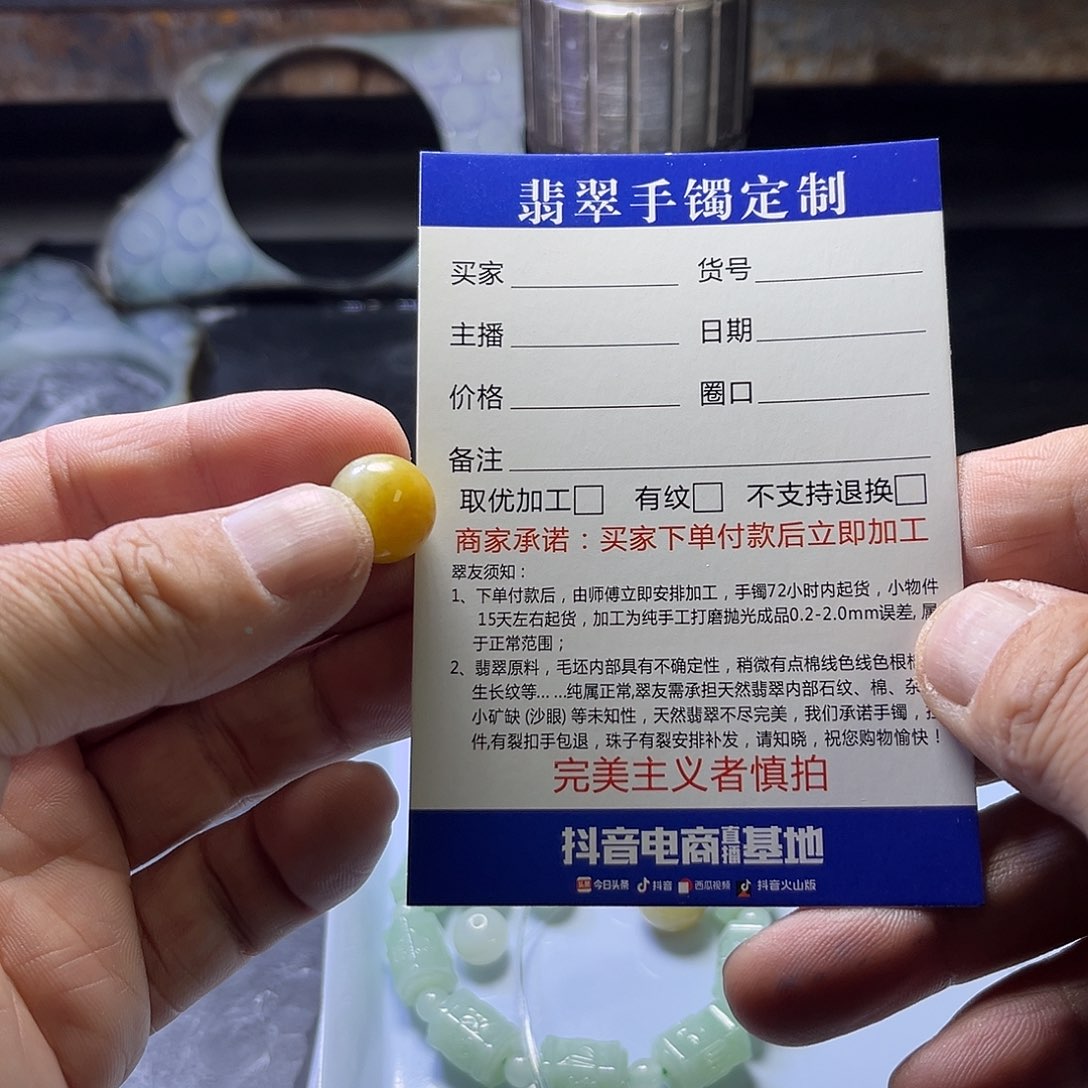 翡翠手镯定制
买家 货号
主播 日期
价格 圈口
备注
取优加工□ 有纹□ 不支持退换□
商家承诺：买家下单付款后立即加工
翠友须知：
1、下单付款后，由师傅立即安排加工，手镯72小时内起货，小物件
15天左右起货，加工为纯手工打磨抛光成品0.2-2.0mm误差,属
于正常范围；
2、翡翠原料，毛坯内部具有不确定性，稍微有点棉线色线色根
生长纹等... ...纯属正常,翠友需承担天然翡翠内部石纹、棉、杂
小矿缺 (沙眼) 等未知性，天然翡翠不尽完美，我们承诺手镯，
件,有裂扣手包退，珠子有裂安排补发，请知晓，祝您购物愉快！
完美主义者慎拍
抖音电商直播基地
头条 今日头条 抖音 西瓜视频 抖音火山版